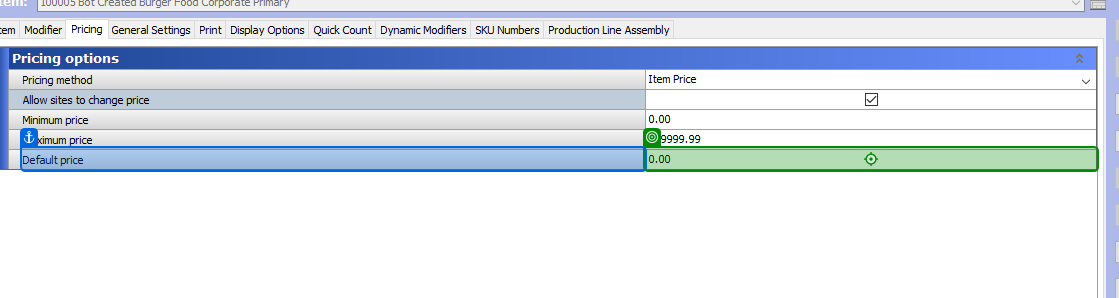 tem: 100005 Bot Created Burger Food Corporate Primary
tem Modifier Pricing General Settings Print Display Options Quick Count Dynamic Modifiers SKU Numbers Production Line Assembly
Pricing options
Pricing method Item Price
Allow sites to change price
Minimum price 0.00
ximum price 9999.99
Default price 0.00